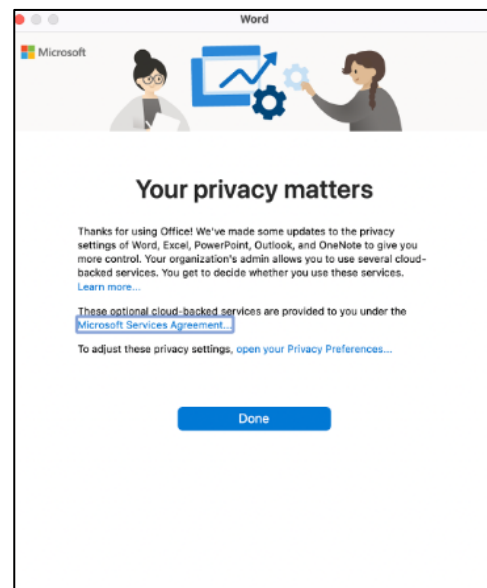 Word
Microsoft
Your privacy matters
Thanks for using Office! We've made some updates to the privacy
settings of Word, Excel, PowerPoint, Outlook, and OneNote to give you
more control. Your organization's admin allows you to use several cloud-
backed services. You get to decide whether you use these services.
Learn more...
These optional cloud-backed services are provided to you under the
Microsoft Services Agreement...
To adjust these privacy settings, open your Privacy Preferences...
Done